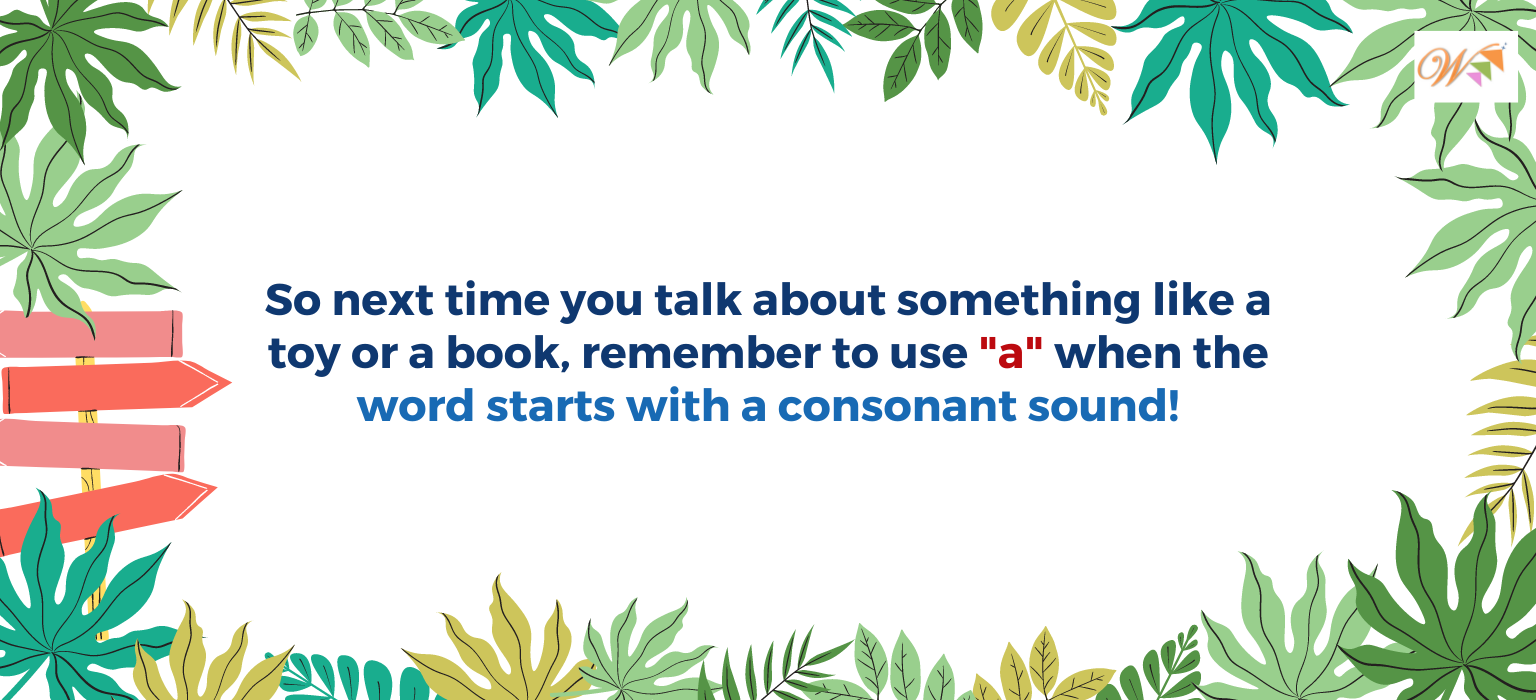 W
So next time you talk about something like a
toy or a book, remember to use "a" when the
word starts with a consonant sound!